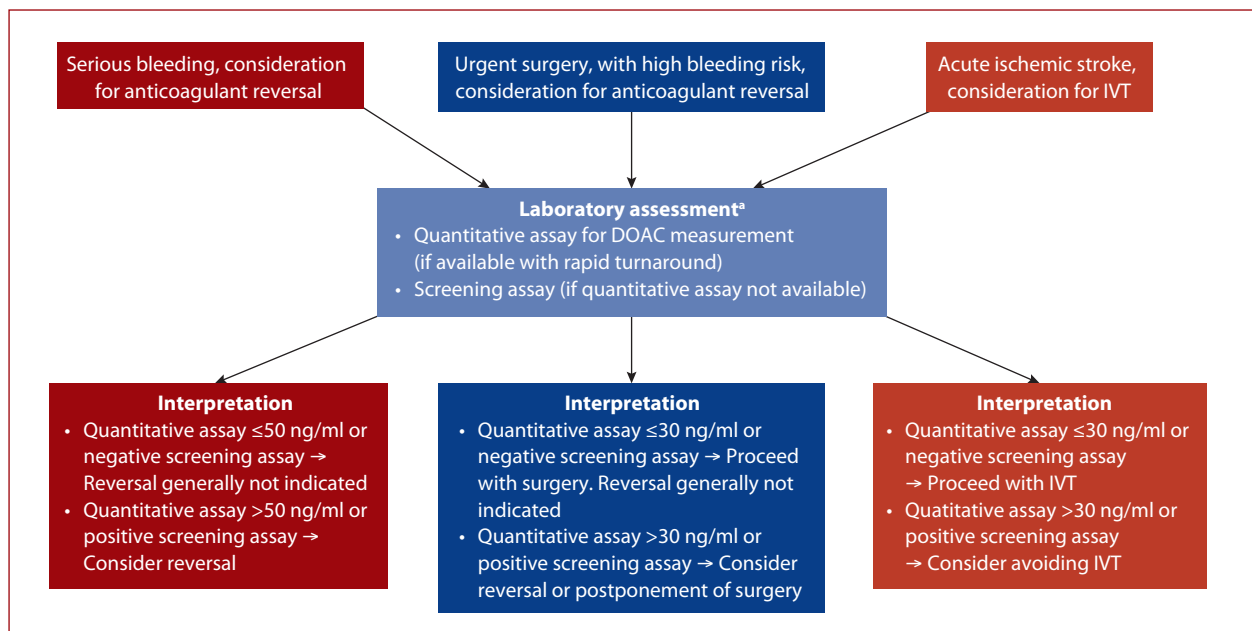 Serious bleeding, consideration
for anticoagulant reversal
Urgent surgery, with high bleeding risk,
consideration for anticoagulant reversal
Acute ischemic stroke,
consideration for IVT
Laboratory assessmentᵃ
• Quantitative assay for DOAC measurement
(if available with rapid turnaround)
• Screening assay (if quantitative assay not available)
Interpretation
• Quantitative assay ≤50 ng/ml or
negative screening assay →
Reversal generally not indicated
• Quantitative assay >50 ng/ml or
positive screening assay →
Consider reversal
Interpretation
• Quantitative assay ≤30 ng/ml or
negative screening assay → Proceed
with surgery. Reversal generally not
indicated
• Quantitative assay >30 ng/ml or
positive screening assay → Consider
reversal or postponement of surgery
Interpretation
• Quantitative assay ≤30 ng/ml or
negative screening assay
→ Proceed with IVT
• Quatitative assay >30 ng/ml or
positive screening assay
→ Consider avoiding IVT